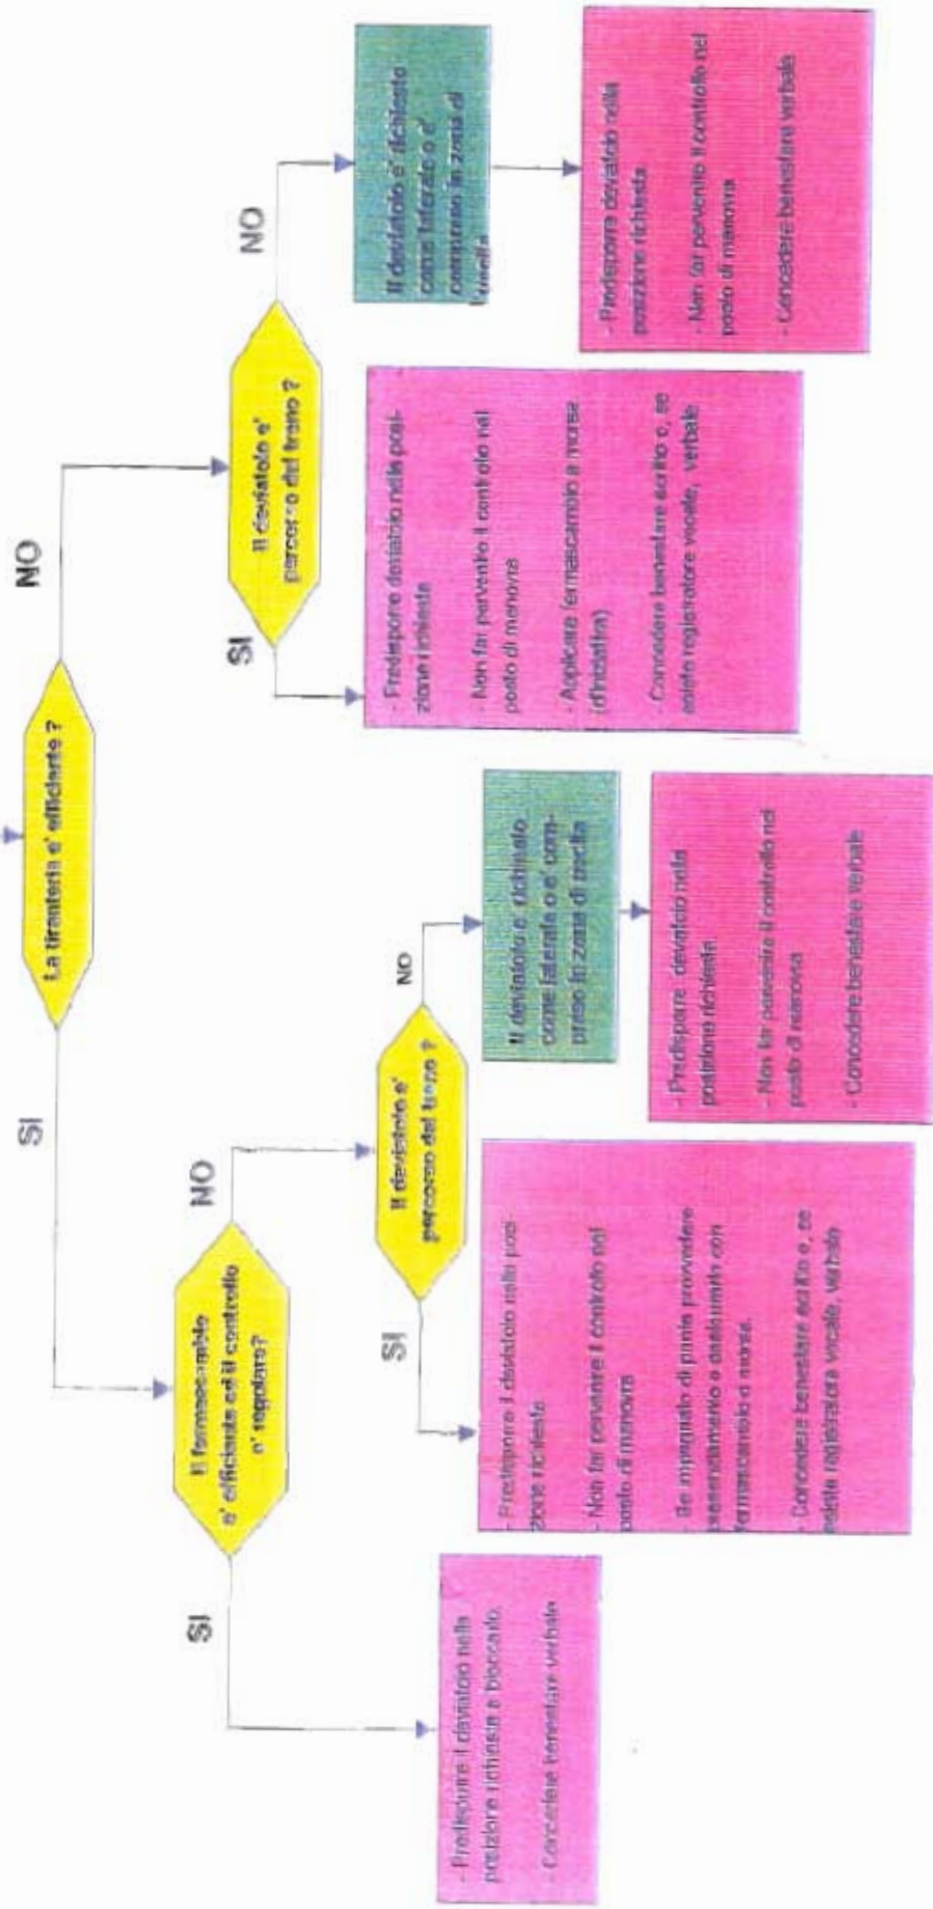 La tiranteria e' efficiente ?
SI
NO
Il fermascambio
e' efficiente ed il controllo
e' regolare?
SI
NO
Il deviatoio e'
percorso dal treno ?
SI
NO
Il deviatoio e'
percorso dal treno ?
SI
NO
- Predisporre il deviatoio nella
posizione richiesta e bloccarlo.
- Concedere benestare verbale
- Predisporre il deviatoio nella posi-
zione richiesta
- Non far pervenire il controllo nel
posto di manovra
- Se impegnato di punta provvedere
presenziamento o assicurarlo con
fermascambio a morsa.
- Concedere benestare scritto o, se
esiste registratore vocale, verbale
Il deviatoio e' richiesto
come laterale o e' com-
preso in zona di uscita
- Predisporre deviatoio nella
posizione richiesta
- Non far pervenire il controllo nel
posto di manovra
- Concedere benestare verbale
- Predisporre deviatoio nella posi-
zione richiesta
- Non far pervenire il controllo nel
posto di manovra
- Applicare fermascambio a morsa
- Concedere benestare scritto o, se
esiste registratore vocale, verbale
Il deviatoio e' richiesto
come laterale o e'
compreso in zona di
- Predisporre deviatoio nella
posizione richiesta
- Non far pervenire il controllo nel
posto di manovra
- Concedere benestare verbale